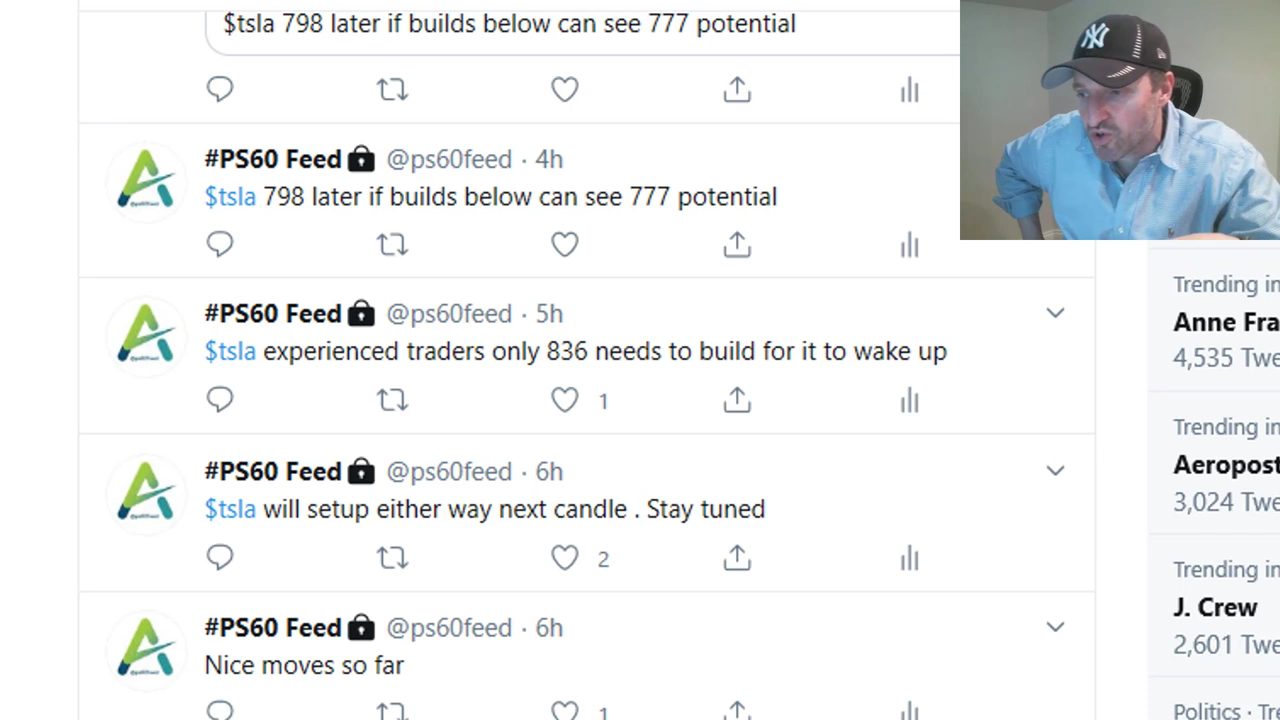 $tsla 798 later if builds below can see 777 potential
#PS60 Feed @ps60feed · 4h
$tsla 798 later if builds below can see 777 potential
#PS60 Feed @ps60feed · 5h
$tsla experienced traders only 836 needs to build for it to wake up
1
#PS60 Feed @ps60feed · 6h
$tsla will setup either way next candle . Stay tuned
2
#PS60 Feed @ps60feed · 6h
Nice moves so far
1
Trending in
Anne Fra
4,535 Twe
Trending in
Aeropost
3,024 Twe
Trending in
J. Crew
2,601 Twe
Politics · Tre
NY